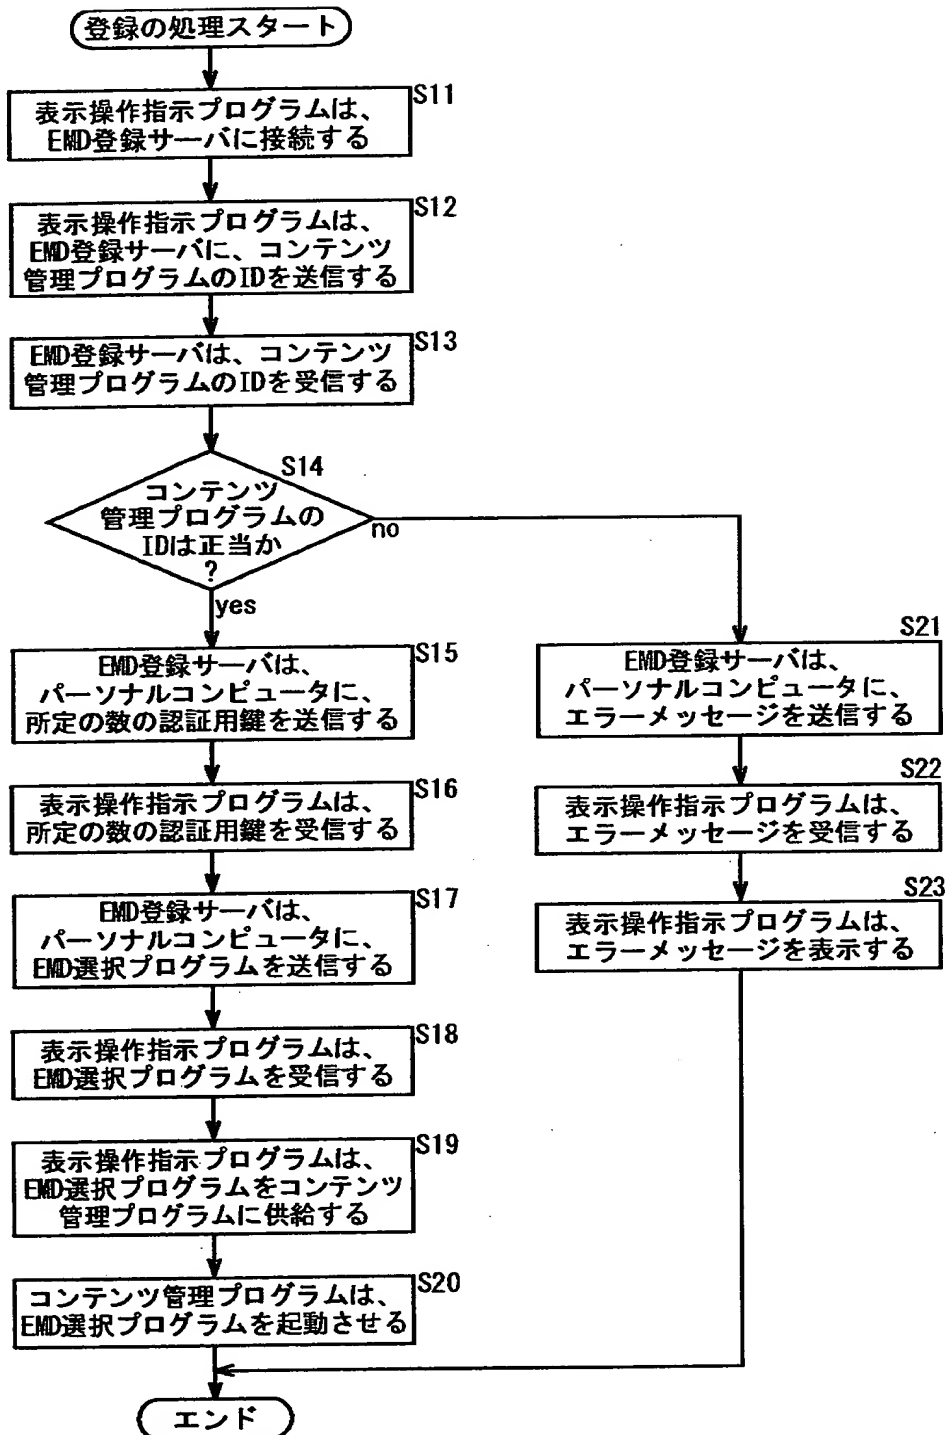 登録の処理スタート
S11
表示操作指示プログラムは、
EMD登録サーバに接続する
S12
表示操作指示プログラムは、
EMD登録サーバに、コンテンツ
管理プログラムのIDを送信する
S13
EMD登録サーバは、コンテンツ
管理プログラムのIDを受信する
S14
コンテンツ
管理プログラムの
IDは正当か
?
no
yes
S15
EMD登録サーバは、
パーソナルコンピュータに、
所定の数の認証用鍵を送信する
S16
表示操作指示プログラムは、
所定の数の認証用鍵を受信する
S17
EMD登録サーバは、
パーソナルコンピュータに、
EMD選択プログラムを送信する
S18
表示操作指示プログラムは、
EMD選択プログラムを受信する
S19
表示操作指示プログラムは、
EMD選択プログラムをコンテンツ
管理プログラムに供給する
S20
コンテンツ管理プログラムは、
EMD選択プログラムを起動させる
S21
EMD登録サーバは、
パーソナルコンピュータに、
エラーメッセージを送信する
S22
表示操作指示プログラムは、
エラーメッセージを受信する
S23
表示操作指示プログラムは、
エラーメッセージを表示する
エンド